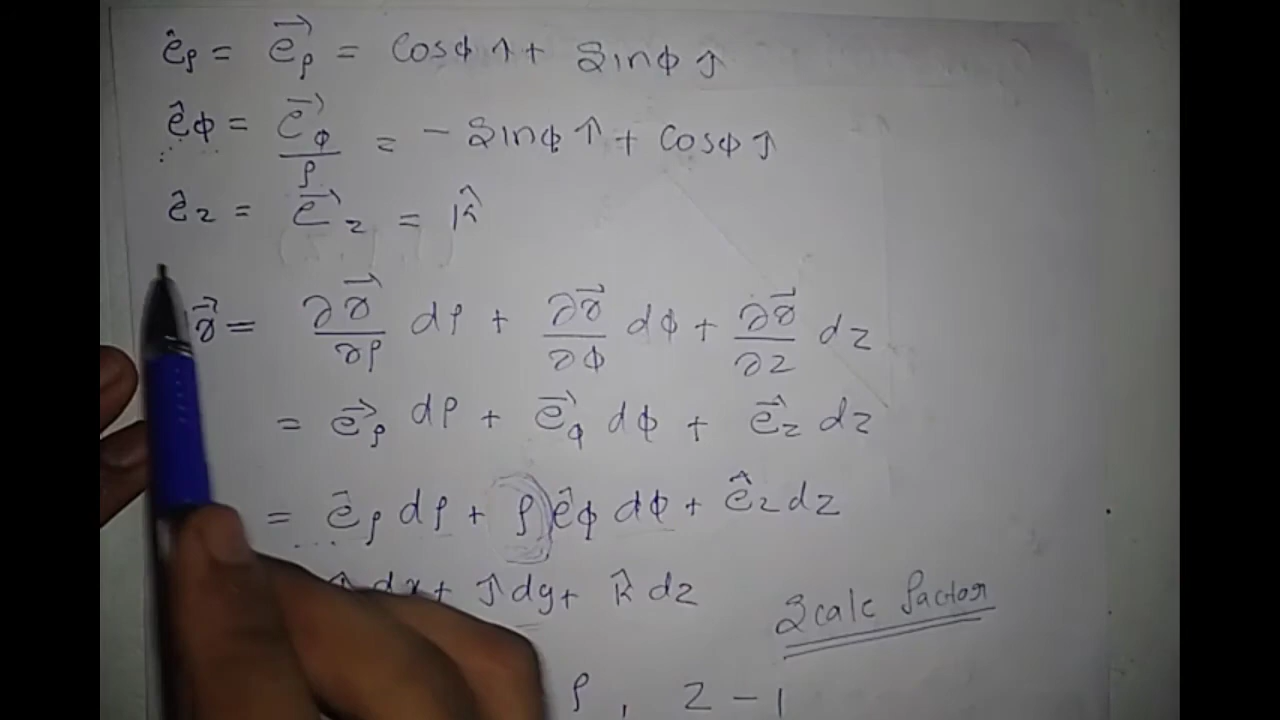 ê_ρ = e⃗_ρ = cosϕ î + sinϕ ĵ
ê_ϕ = e⃗_ϕ / ρ = - sinϕ î + cosϕ ĵ
ê_z = e⃗_z = k̂
r⃗ = ∂r⃗/∂ρ dρ + ∂r⃗/∂ϕ dϕ + ∂r⃗/∂z dz
= e⃗_ρ dρ + e⃗_ϕ dϕ + e⃗_z dz
= ê_ρ dρ + ρ ê_ϕ dϕ + ê_z dz
î dx + ĵ dy + k̂ dz
Scale factor
ρ , z - 1